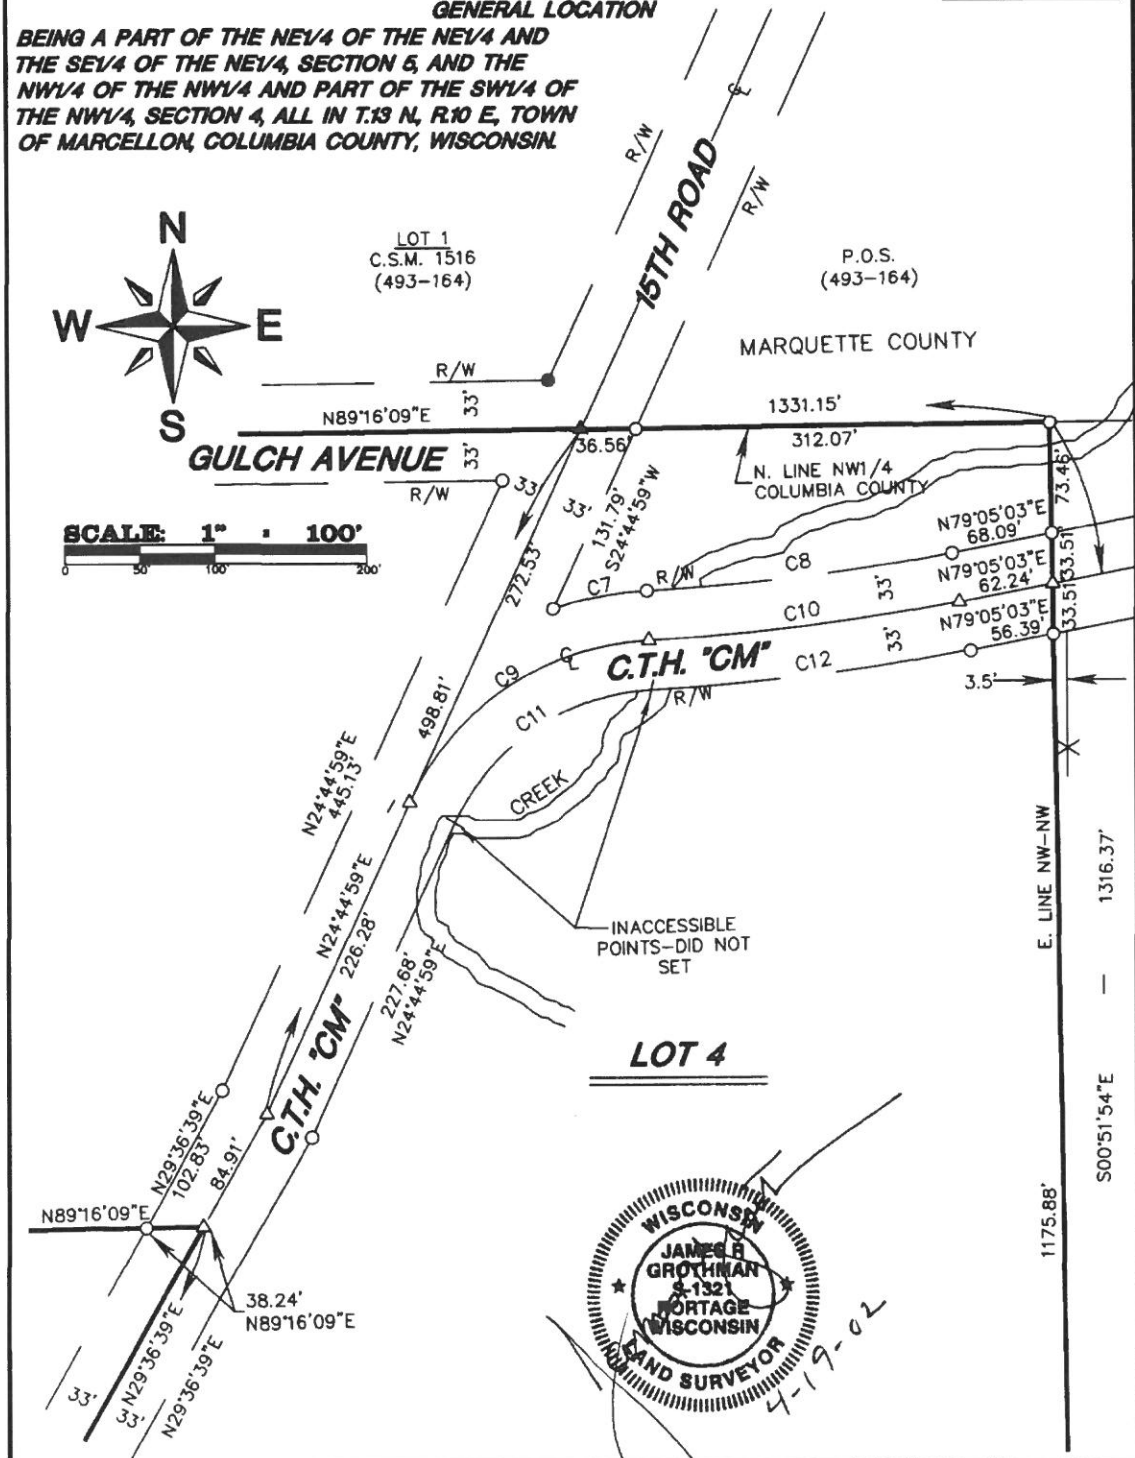 GENERAL LOCATION
BEING A PART OF THE NE1/4 OF THE NE1/4 AND
THE SE1/4 OF THE NE1/4, SECTION 5, AND THE
NW1/4 OF THE NW1/4 AND PART OF THE SW1/4 OF
THE NW1/4, SECTION 4, ALL IN T.13 N., R.10 E., TOWN
OF MARCELLON, COLUMBIA COUNTY, WISCONSIN.
N
W E
S
LOT 1
C.S.M. 1516
(493-164)
R/W
15TH ROAD
R/W
P.O.S.
(493-164)
MARQUETTE COUNTY
R/W
33'
N89°16'09"E
GULCH AVENUE
33'
R/W
36.56'
1331.15'
312.07'
N. LINE NW1/4
COLUMBIA COUNTY
73.46'
33'
33'
131.79'
S24°44'59"W
272.53'
SCALE: 1" = 100'
0 50' 100' 200'
C7
R/W
C8
N79°05'03"E
68.09'
33.51'
33'
N79°05'03"E
62.24'
C10
33'
N79°05'03"E
56.39'
33.51'
C9
C.T.H. "CM"
C12
3.5'
R/W
C11
498.81'
CREEK
N24°44'59"E
445.13'
N24°44'59"E
226.28'
227.68'
N24°44'59"E
INACCESSIBLE
POINTS-DID NOT
SET
E. LINE NW-NW
1316.37'
S00°51'54"E
1175.88'
LOT 4
C.T.H. "CM"
N29°36'39"E
102.83'
84.91'
N89°16'09"E
38.24'
N89°16'09"E
N29°36'39"E
N29°36'39"E
33'
33'
WISCONSIN
JAMES R
GROTHMAN
S-1321
PORTAGE
WISCONSIN
LAND SURVEYOR
4-19-02